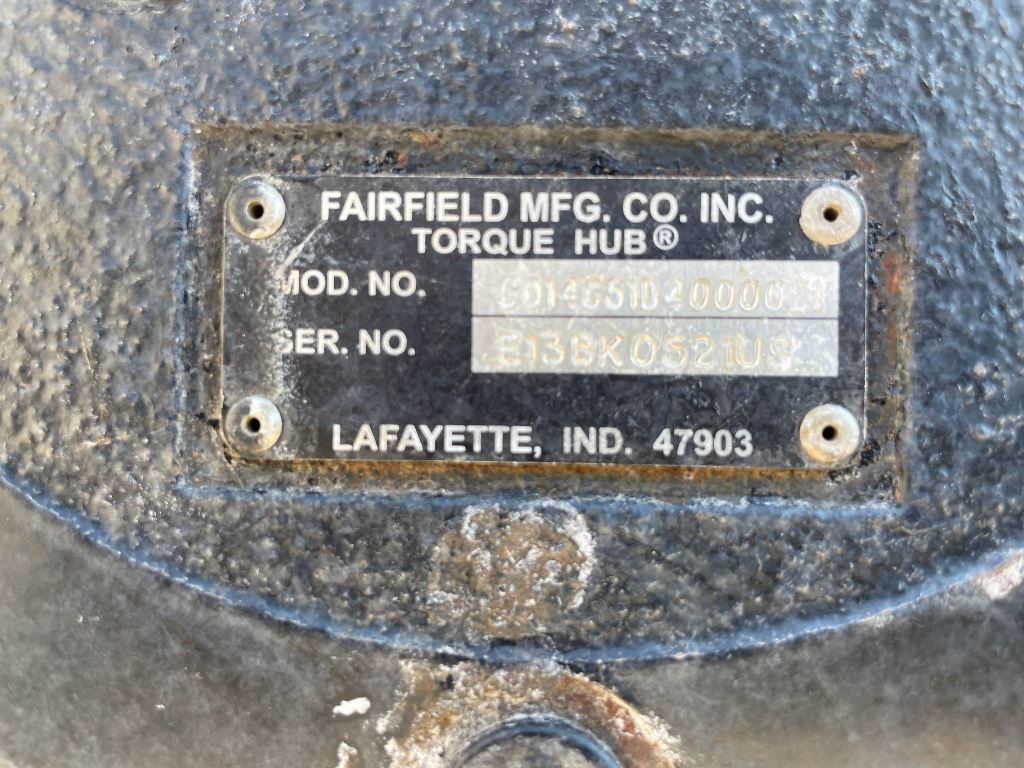 FAIRFIELD MFG. CO. INC.
TORQUE HUB®
MOD. NO.
SER. NO.
LAFAYETTE, IND. 47903